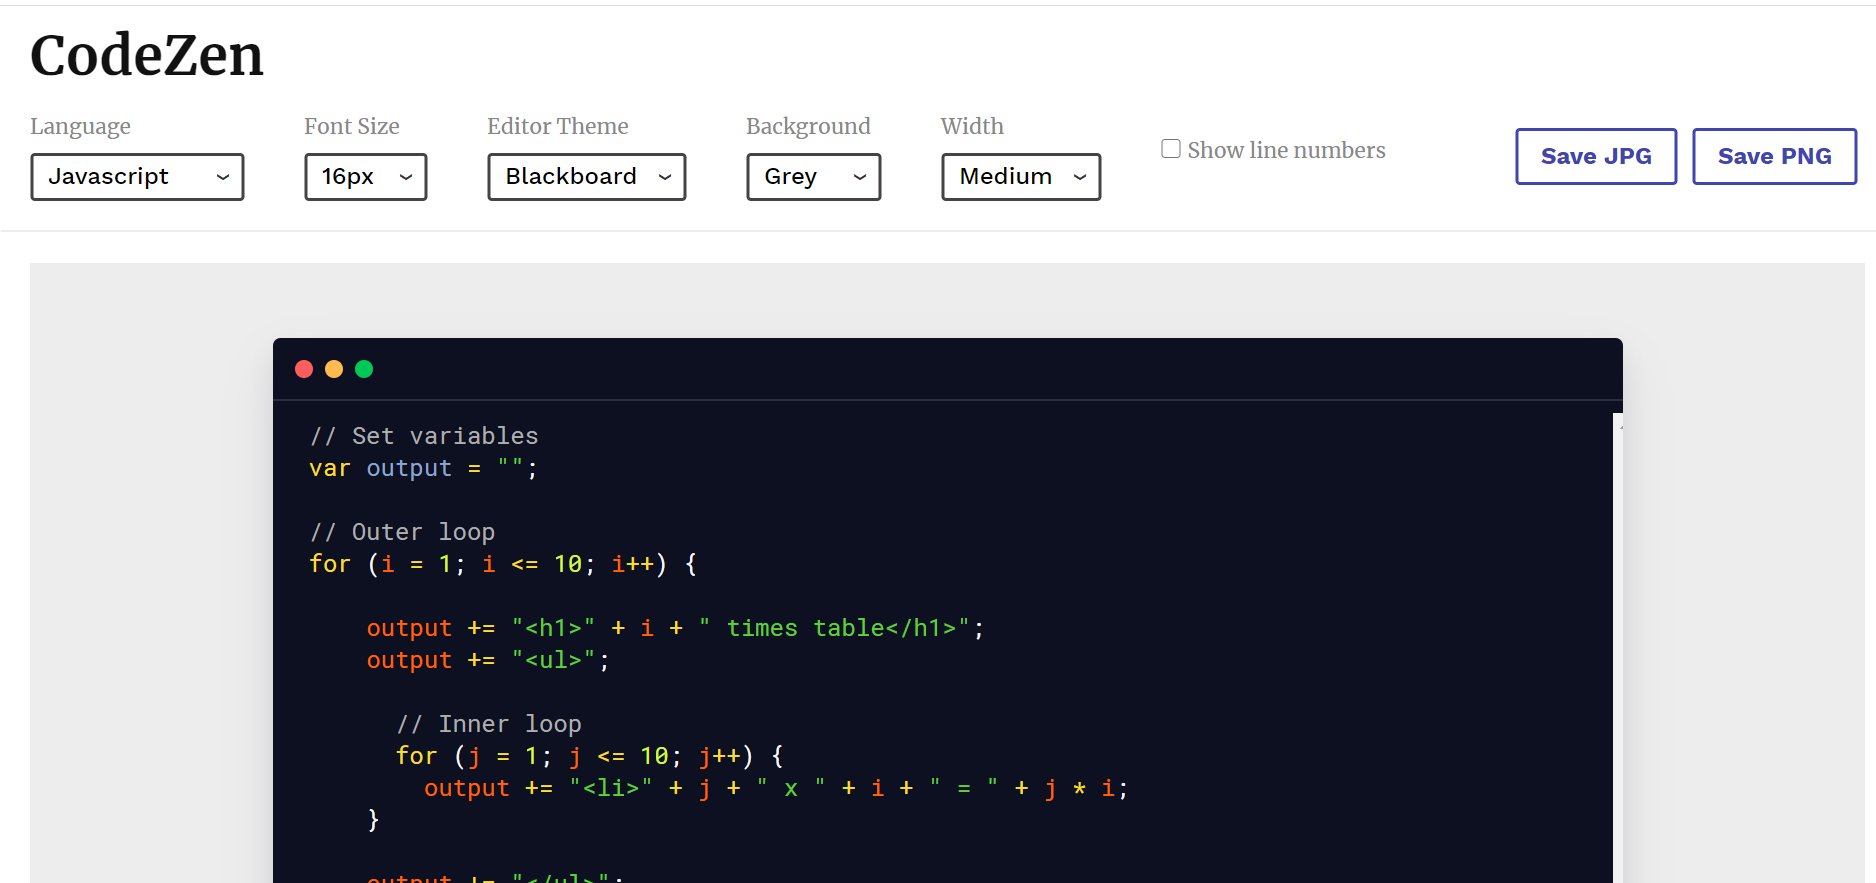 CodeZen
Language Font Size Editor Theme Background Width
Javascript 16px Blackboard Grey Medium Show line numbers Save JPG Save PNG
// Set variables
var output = "";
// Outer loop
for (i = 1; i <= 10; i++) {
output += "<h1>" + i + " times table</h1>";
output += "<ul>";
// Inner loop
for (j = 1; j <= 10; j++) {
output += "<li>" + j + " x " + i + " = " + j * i;
}
output += "</ul>";